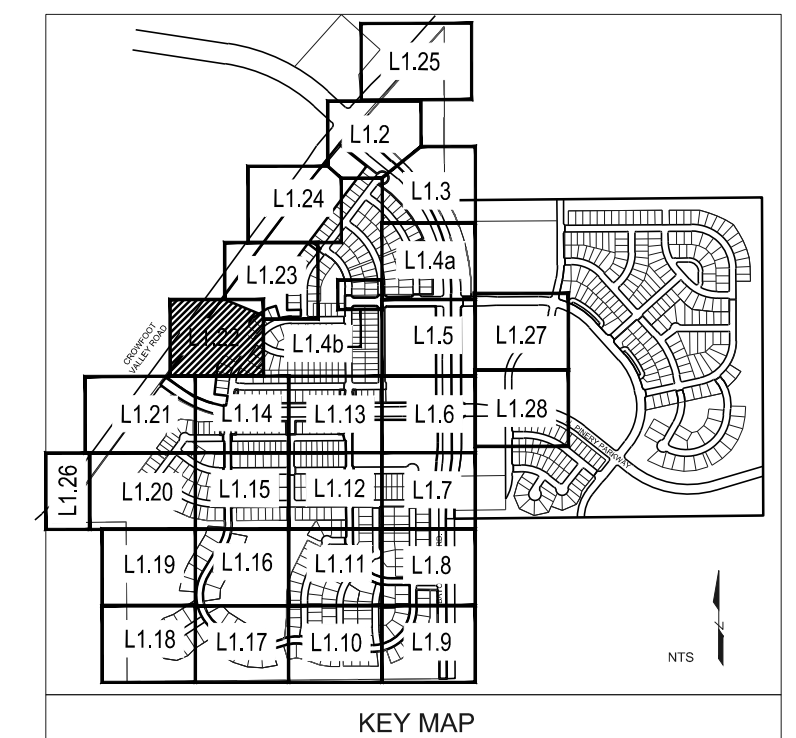 L1.25
L1.2
L1.24
L1.3
L1.23
L1.4a
L1.22
CROWFOOT
VALLEY ROAD
L1.4b
L1.5
L1.27
L1.21
L1.14
L1.13
L1.6
L1.28
PINERY PARKWAY
L1.26
L1.20
L1.15
L1.12
L1.7
L1.19
L1.16
L1.11
L1.8
L1.18
L1.17
L1.10
L1.9
NTS
KEY MAP